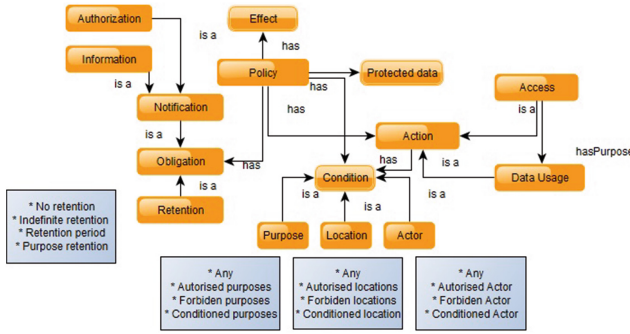 Authorization
Effect
is a
has
Information
Policy
Protected data
Access
is a
has
is a
Notification
has
Action
hasPurpose
is a
has
is a
Obligation
has
Condition
Data Usage
is a
is a
is a
is a
Retention
Purpose
Location
Actor
* No retention
* Indefinite retention
* Retention period
* Purpose retention
* Any
* Autorised purposes
* Forbiden purposes
* Conditioned purposes
* Any
* Autorised locations
* Forbiden locations
* Conditioned location
* Any
* Autorised Actor
* Forbiden Actor
* Conditioned Actor